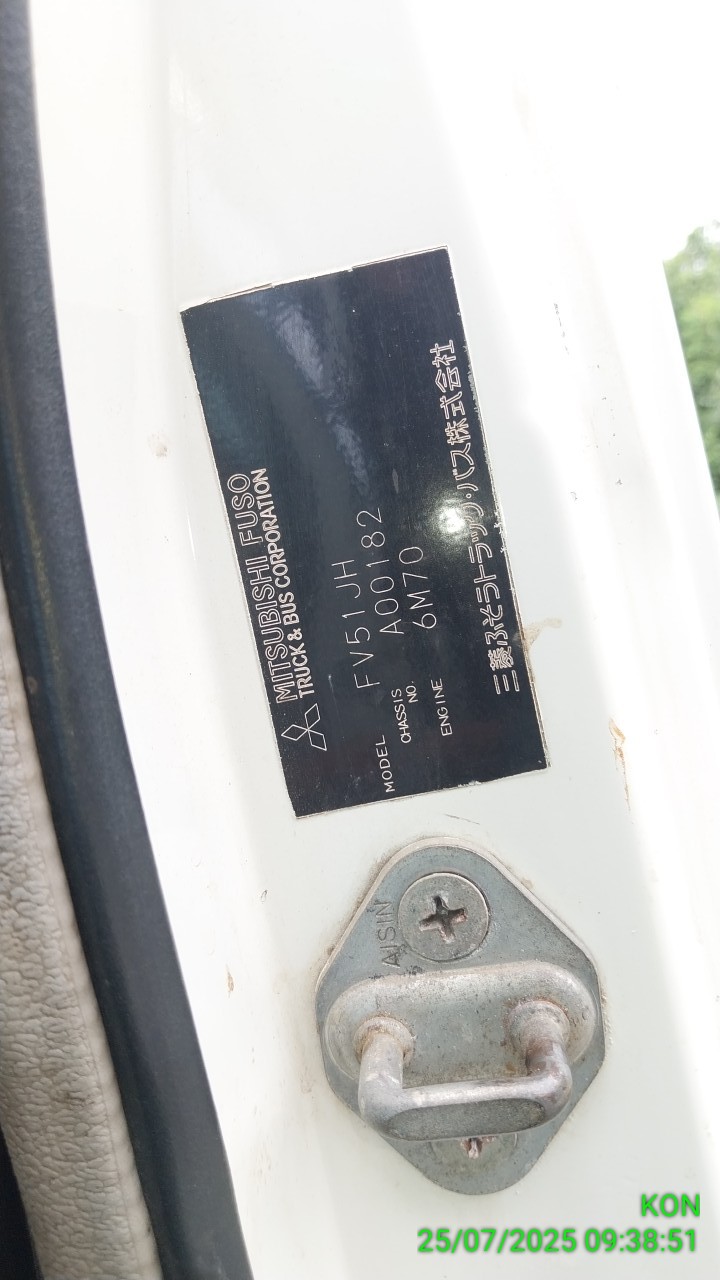 MITSUBISHI FUSO
TRUCK & BUS CORPORATION
MODEL FV51JH
CHASSIS NO. A00182
ENGINE 6M70
三菱ふそうトラック・バス株式会社
AISIN
KON
25/07/2025 09:38:51